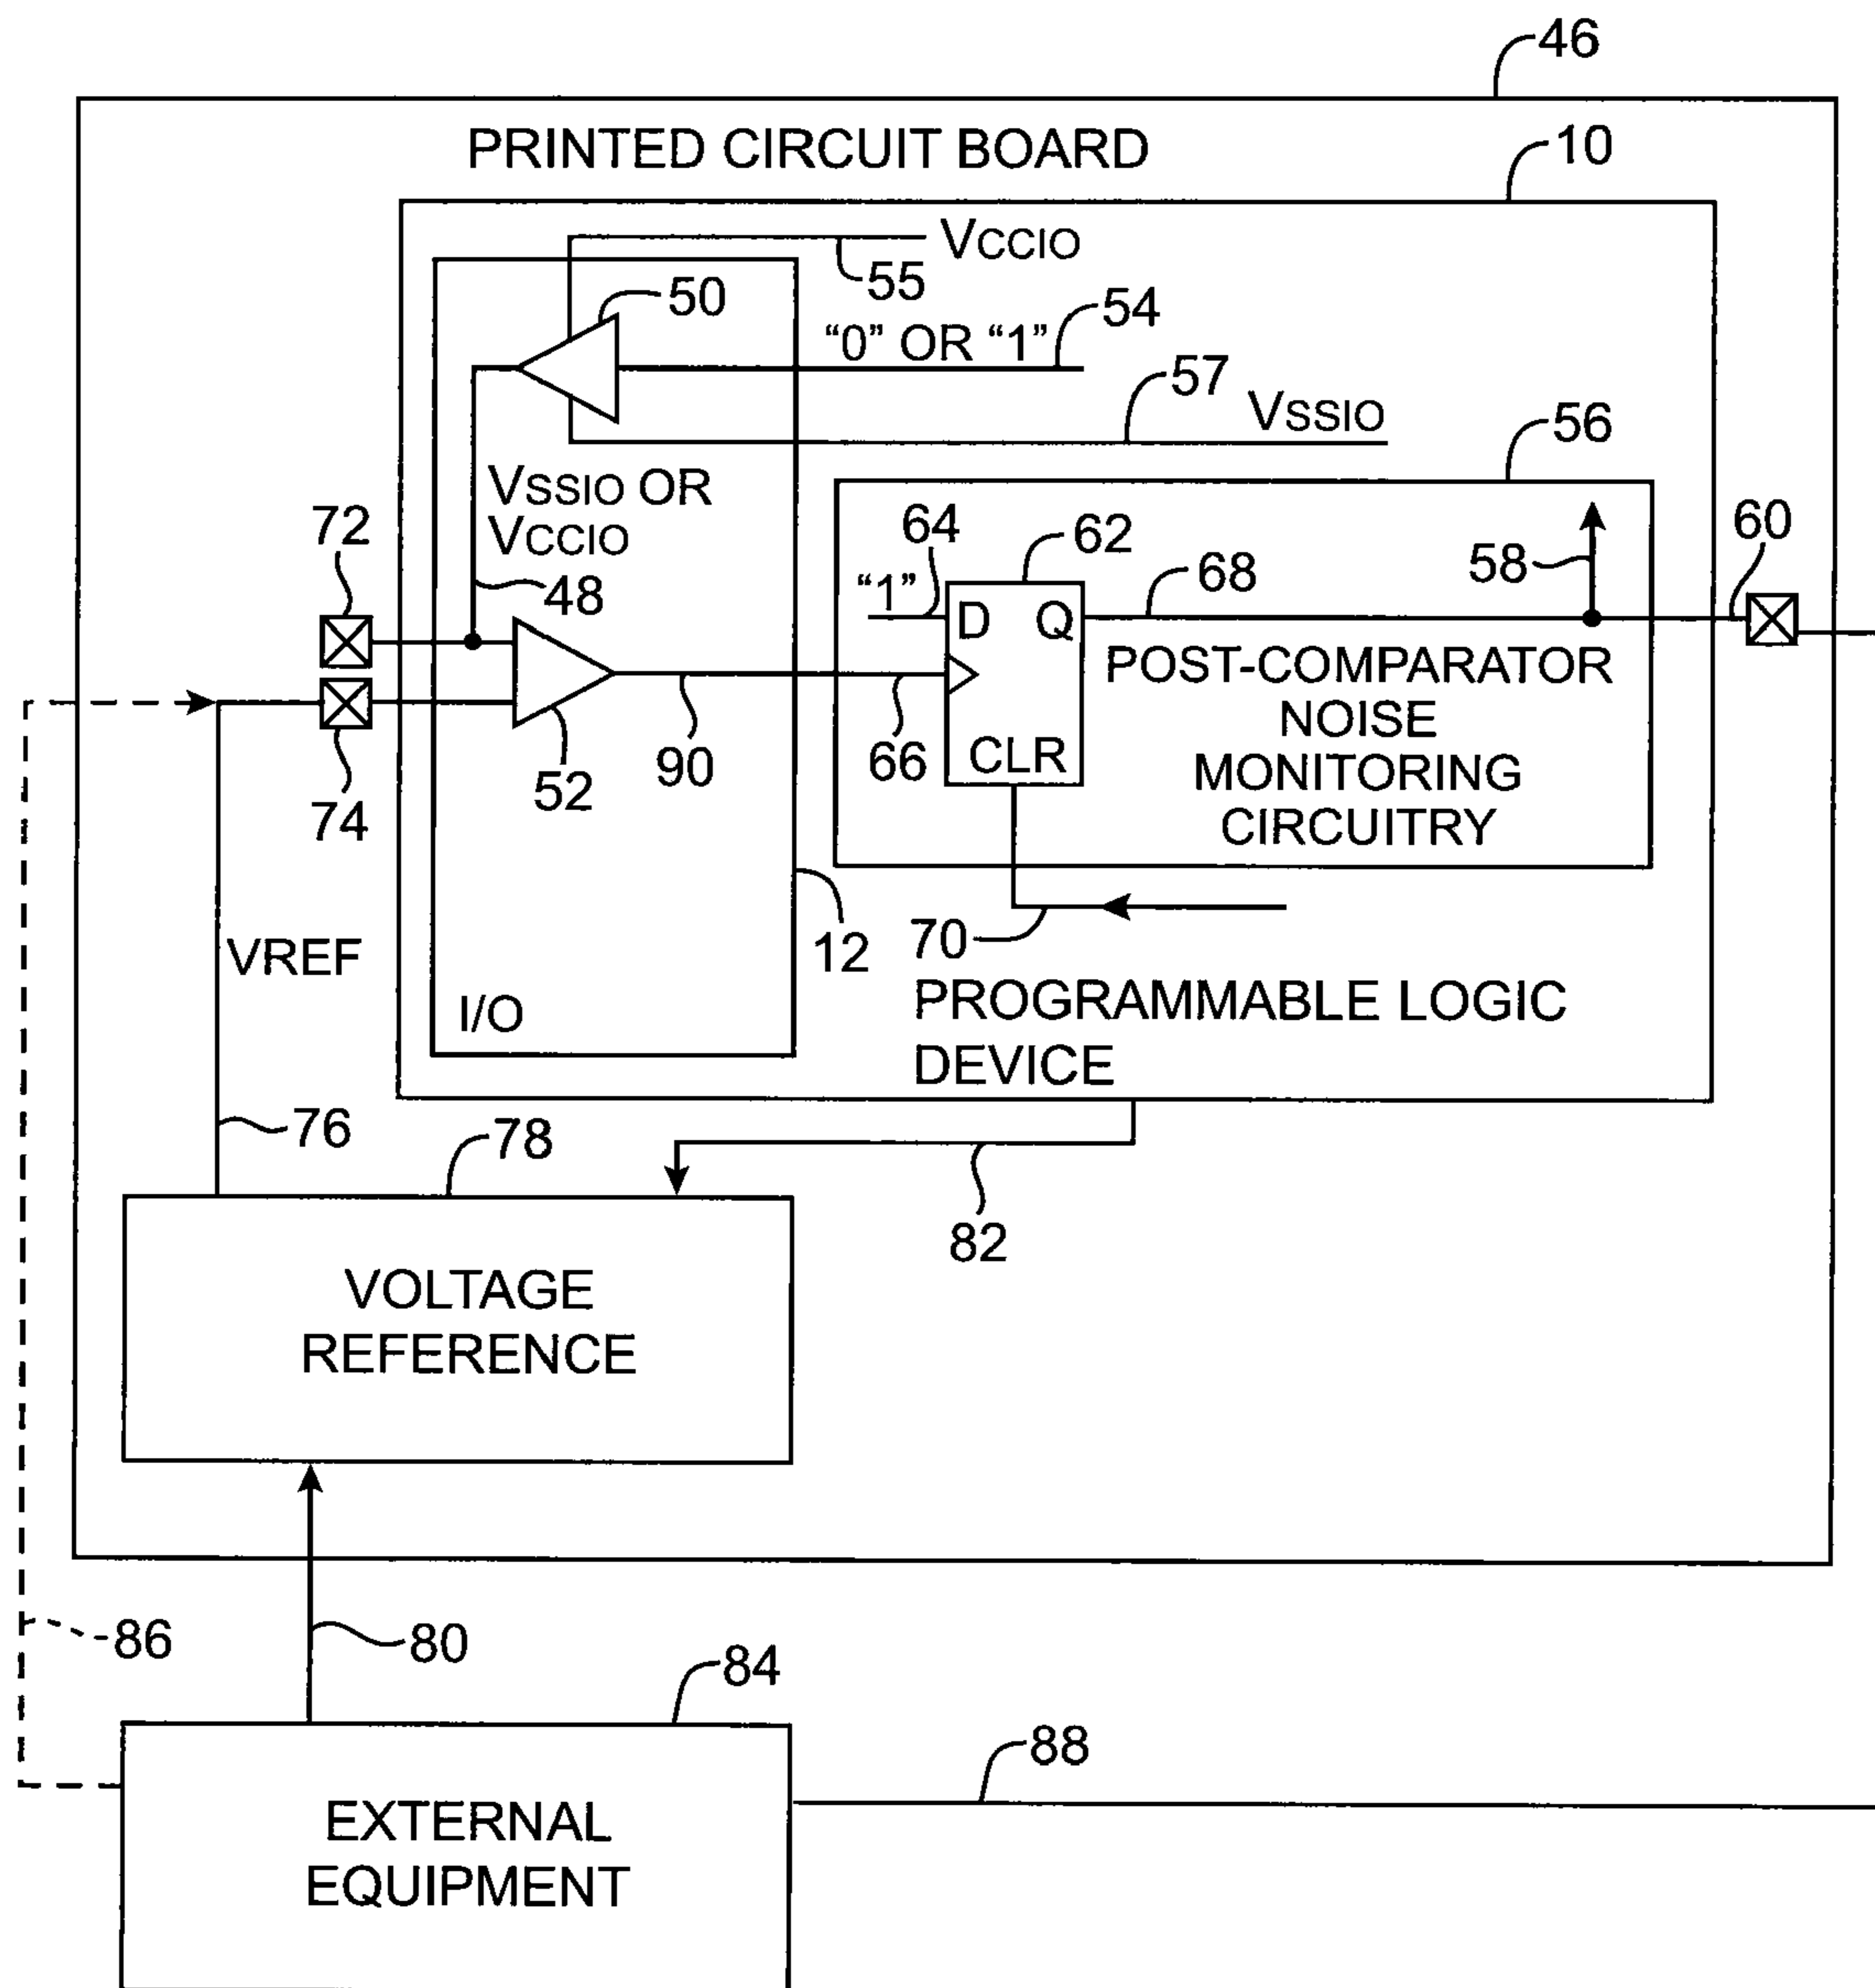 46
PRINTED CIRCUIT BOARD
10
VCCIO
55
50
"0" OR "1"
54
57
VSSIO
56
VSSIO OR
VCCIO
72
48
64
62
"1"
68
58
60
D Q
POST-COMPARATOR
NOISE
MONITORING
CIRCUITRY
CLR
52
90
66
74
12
70
VREF
I/O
PROGRAMMABLE LOGIC
DEVICE
76
78
82
VOLTAGE
REFERENCE
86
80
84
88
EXTERNAL
EQUIPMENT